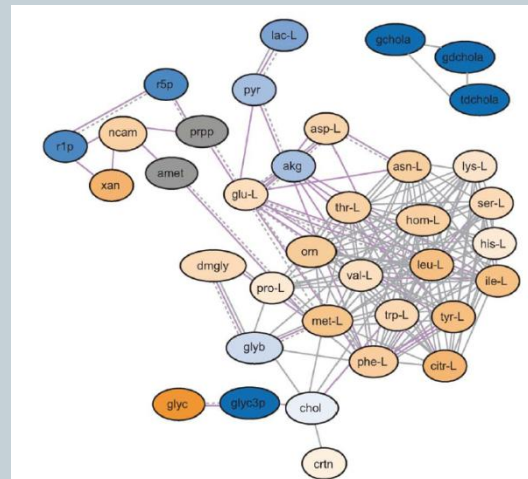 lac-L
gchola
gdchola
r5p
pyr
tdchola
ncam
prpp
asp-L
r1p
akg
asn-L
lys-L
xan
amet
glu-L
thr-L
hom-L
ser-L
his-L
orn
dmgly
val-L
leu-L
ile-L
pro-L
met-L
trp-L
tyr-L
glyb
phe-L
citr-L
glyc
glyc3p
chol
crtn